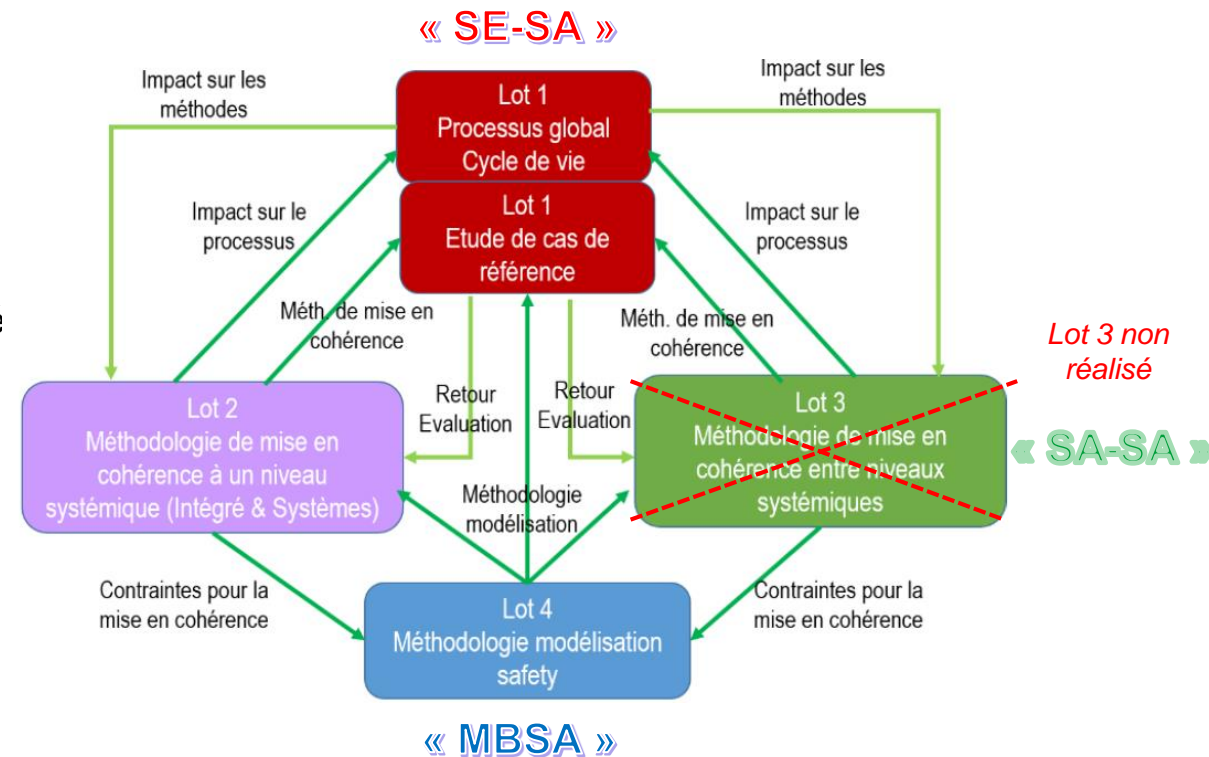 « SE-SA »
Impact sur les
méthodes
Impact sur les
méthodes
Lot 1
Processus global
Cycle de vie
Impact sur le
processus
Impact sur le
processus
Lot 1
Etude de cas de
référence
Méth. de mise en
cohérence
Méth. de mise en
cohérence
e
Lot 3 non
réalisé
Retour
Evaluation
Retour
Evaluation
Lot 2
Méthodologie de mise en
cohérence à un niveau
systémique (Intégré & Systèmes)
Lot 3
Méthodologie de mise en
cohérence entre niveaux
systémiques
« SA-SA »
Méthodologie
modélisation
Contraintes pour la
mise en cohérence
Contraintes pour la
mise en cohérence
Lot 4
Méthodologie modélisation
safety
« MBSA »